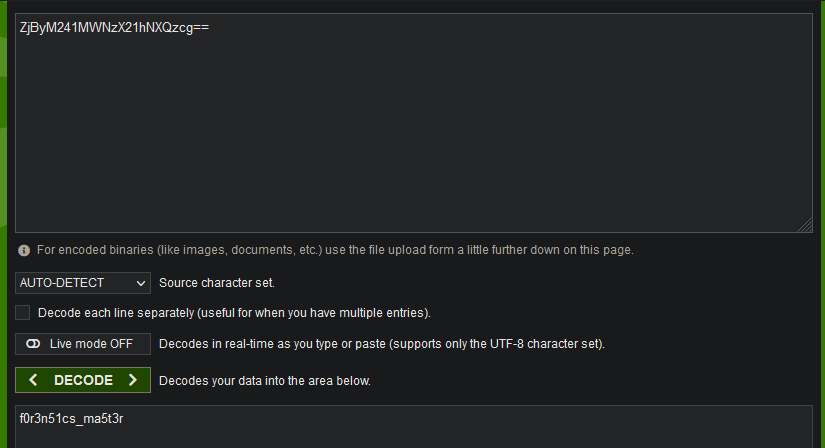 ZjByM241MWNzX21hNXQzcg==
For encoded binaries (like images, documents, etc.) use the file upload form a little further down on this page.
AUTO-DETECT Source character set.
Decode each line separately (useful for when you have multiple entries).
Live mode OFF Decodes in real-time as you type or paste (supports only the UTF-8 character set).
< DECODE > Decodes your data into the area below.
f0r3n51cs_ma5t3r